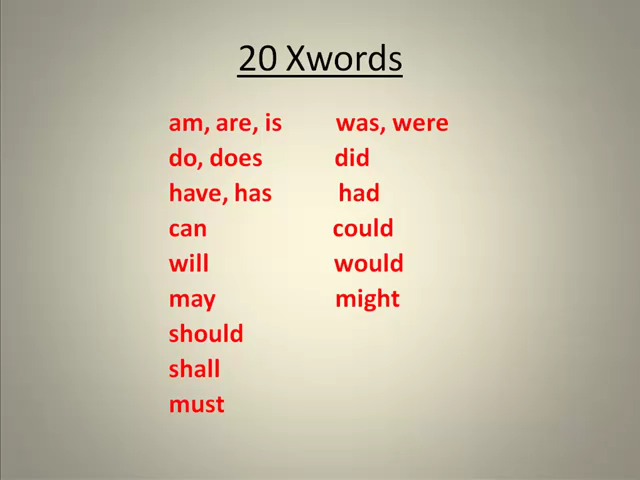 20 Xwords
am, are, is was, were
do, does did
have, has had
can could
will would
may might
should
shall
must